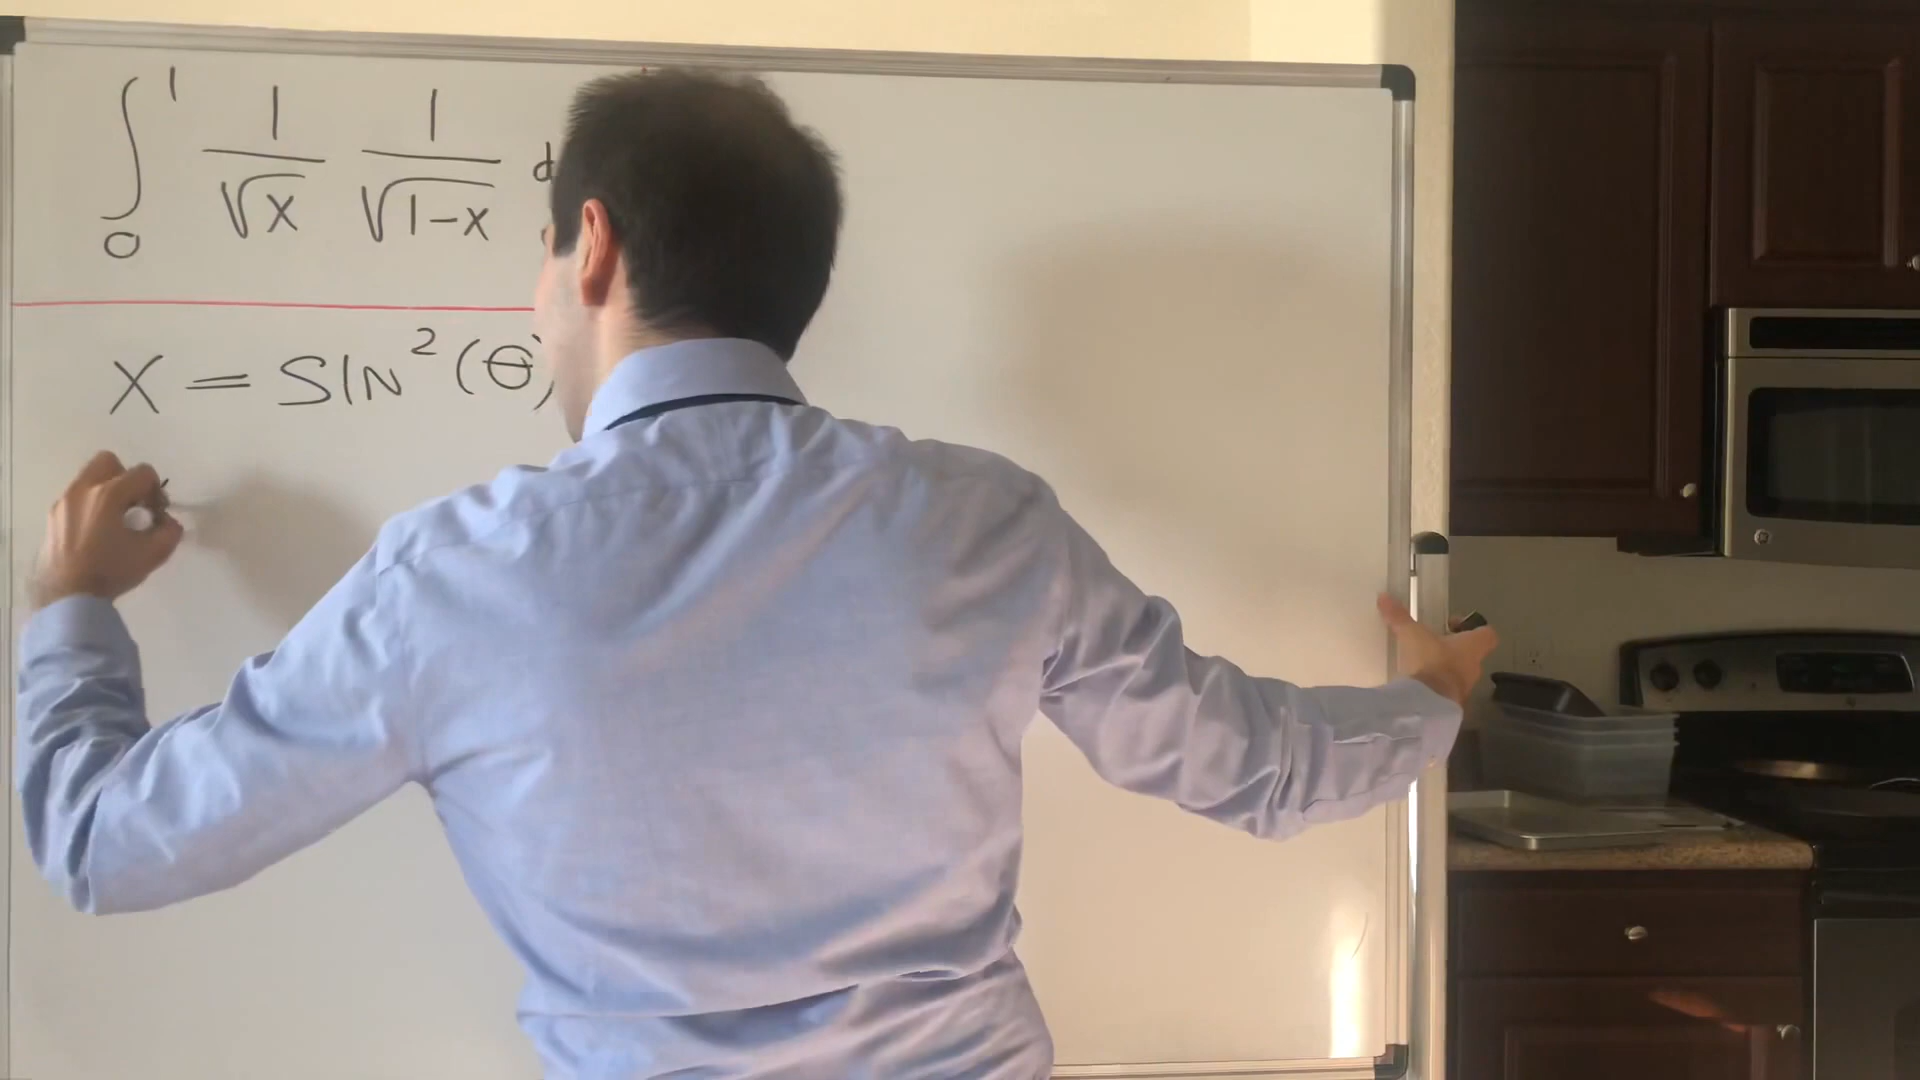 ∫₀¹ 1/√x 1/√(1-x) d
X = SIN²(θ)